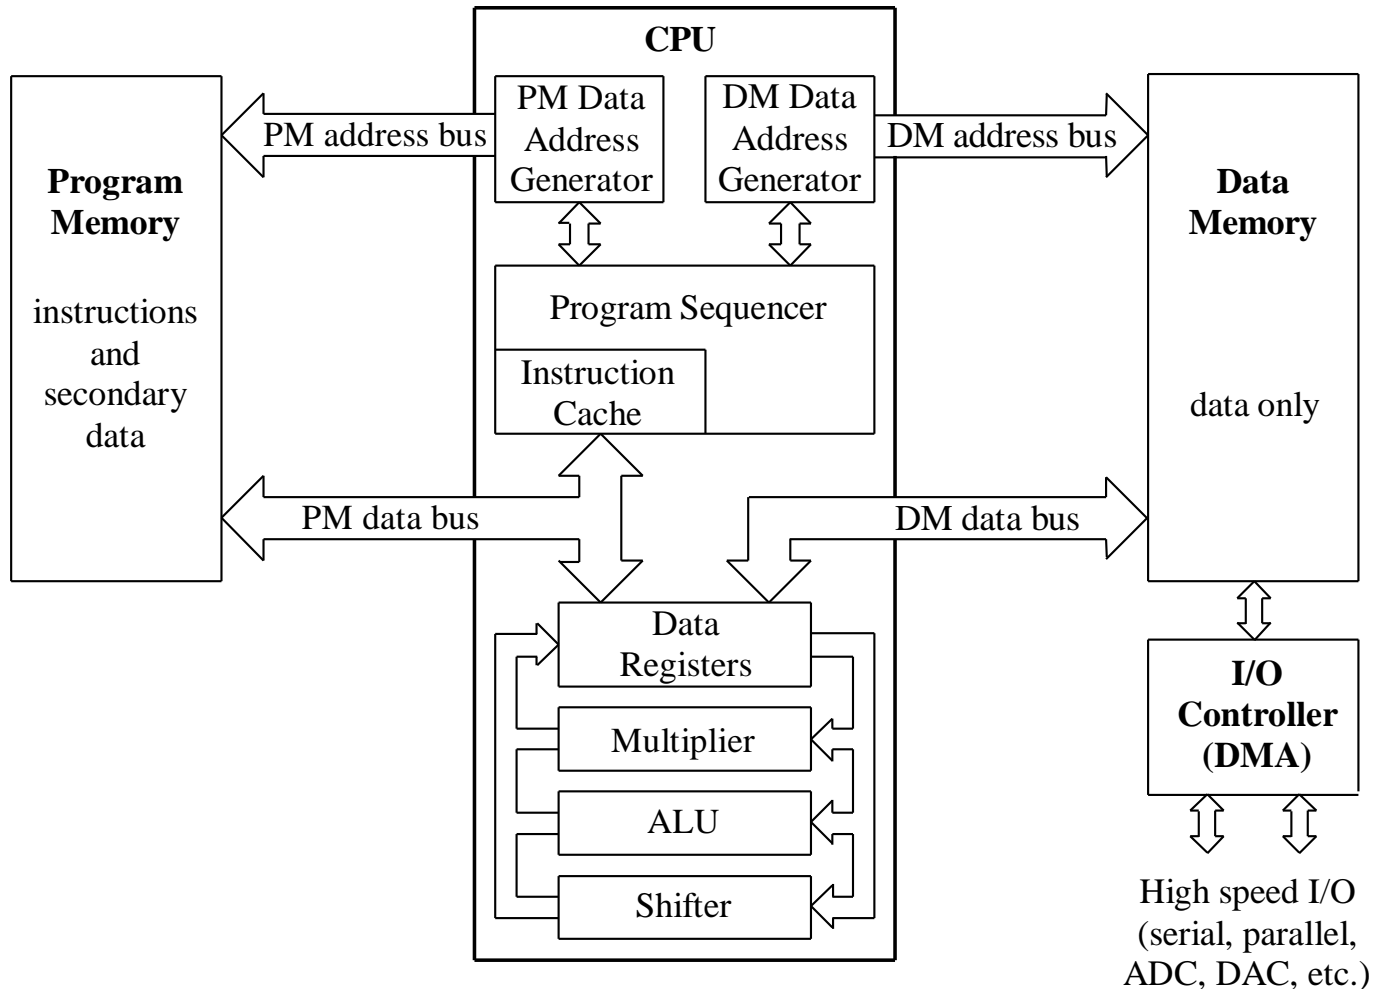 CPU
PM Data
Address
Generator
DM Data
Address
Generator
PM address bus
DM address bus
Program
Memory
instructions
and
secondary
data
Data
Memory
data only
Program Sequencer
Instruction
Cache
PM data bus
DM data bus
Data
Registers
Multiplier
ALU
Shifter
I/O
Controller
(DMA)
High speed I/O
(serial, parallel,
ADC, DAC, etc.)